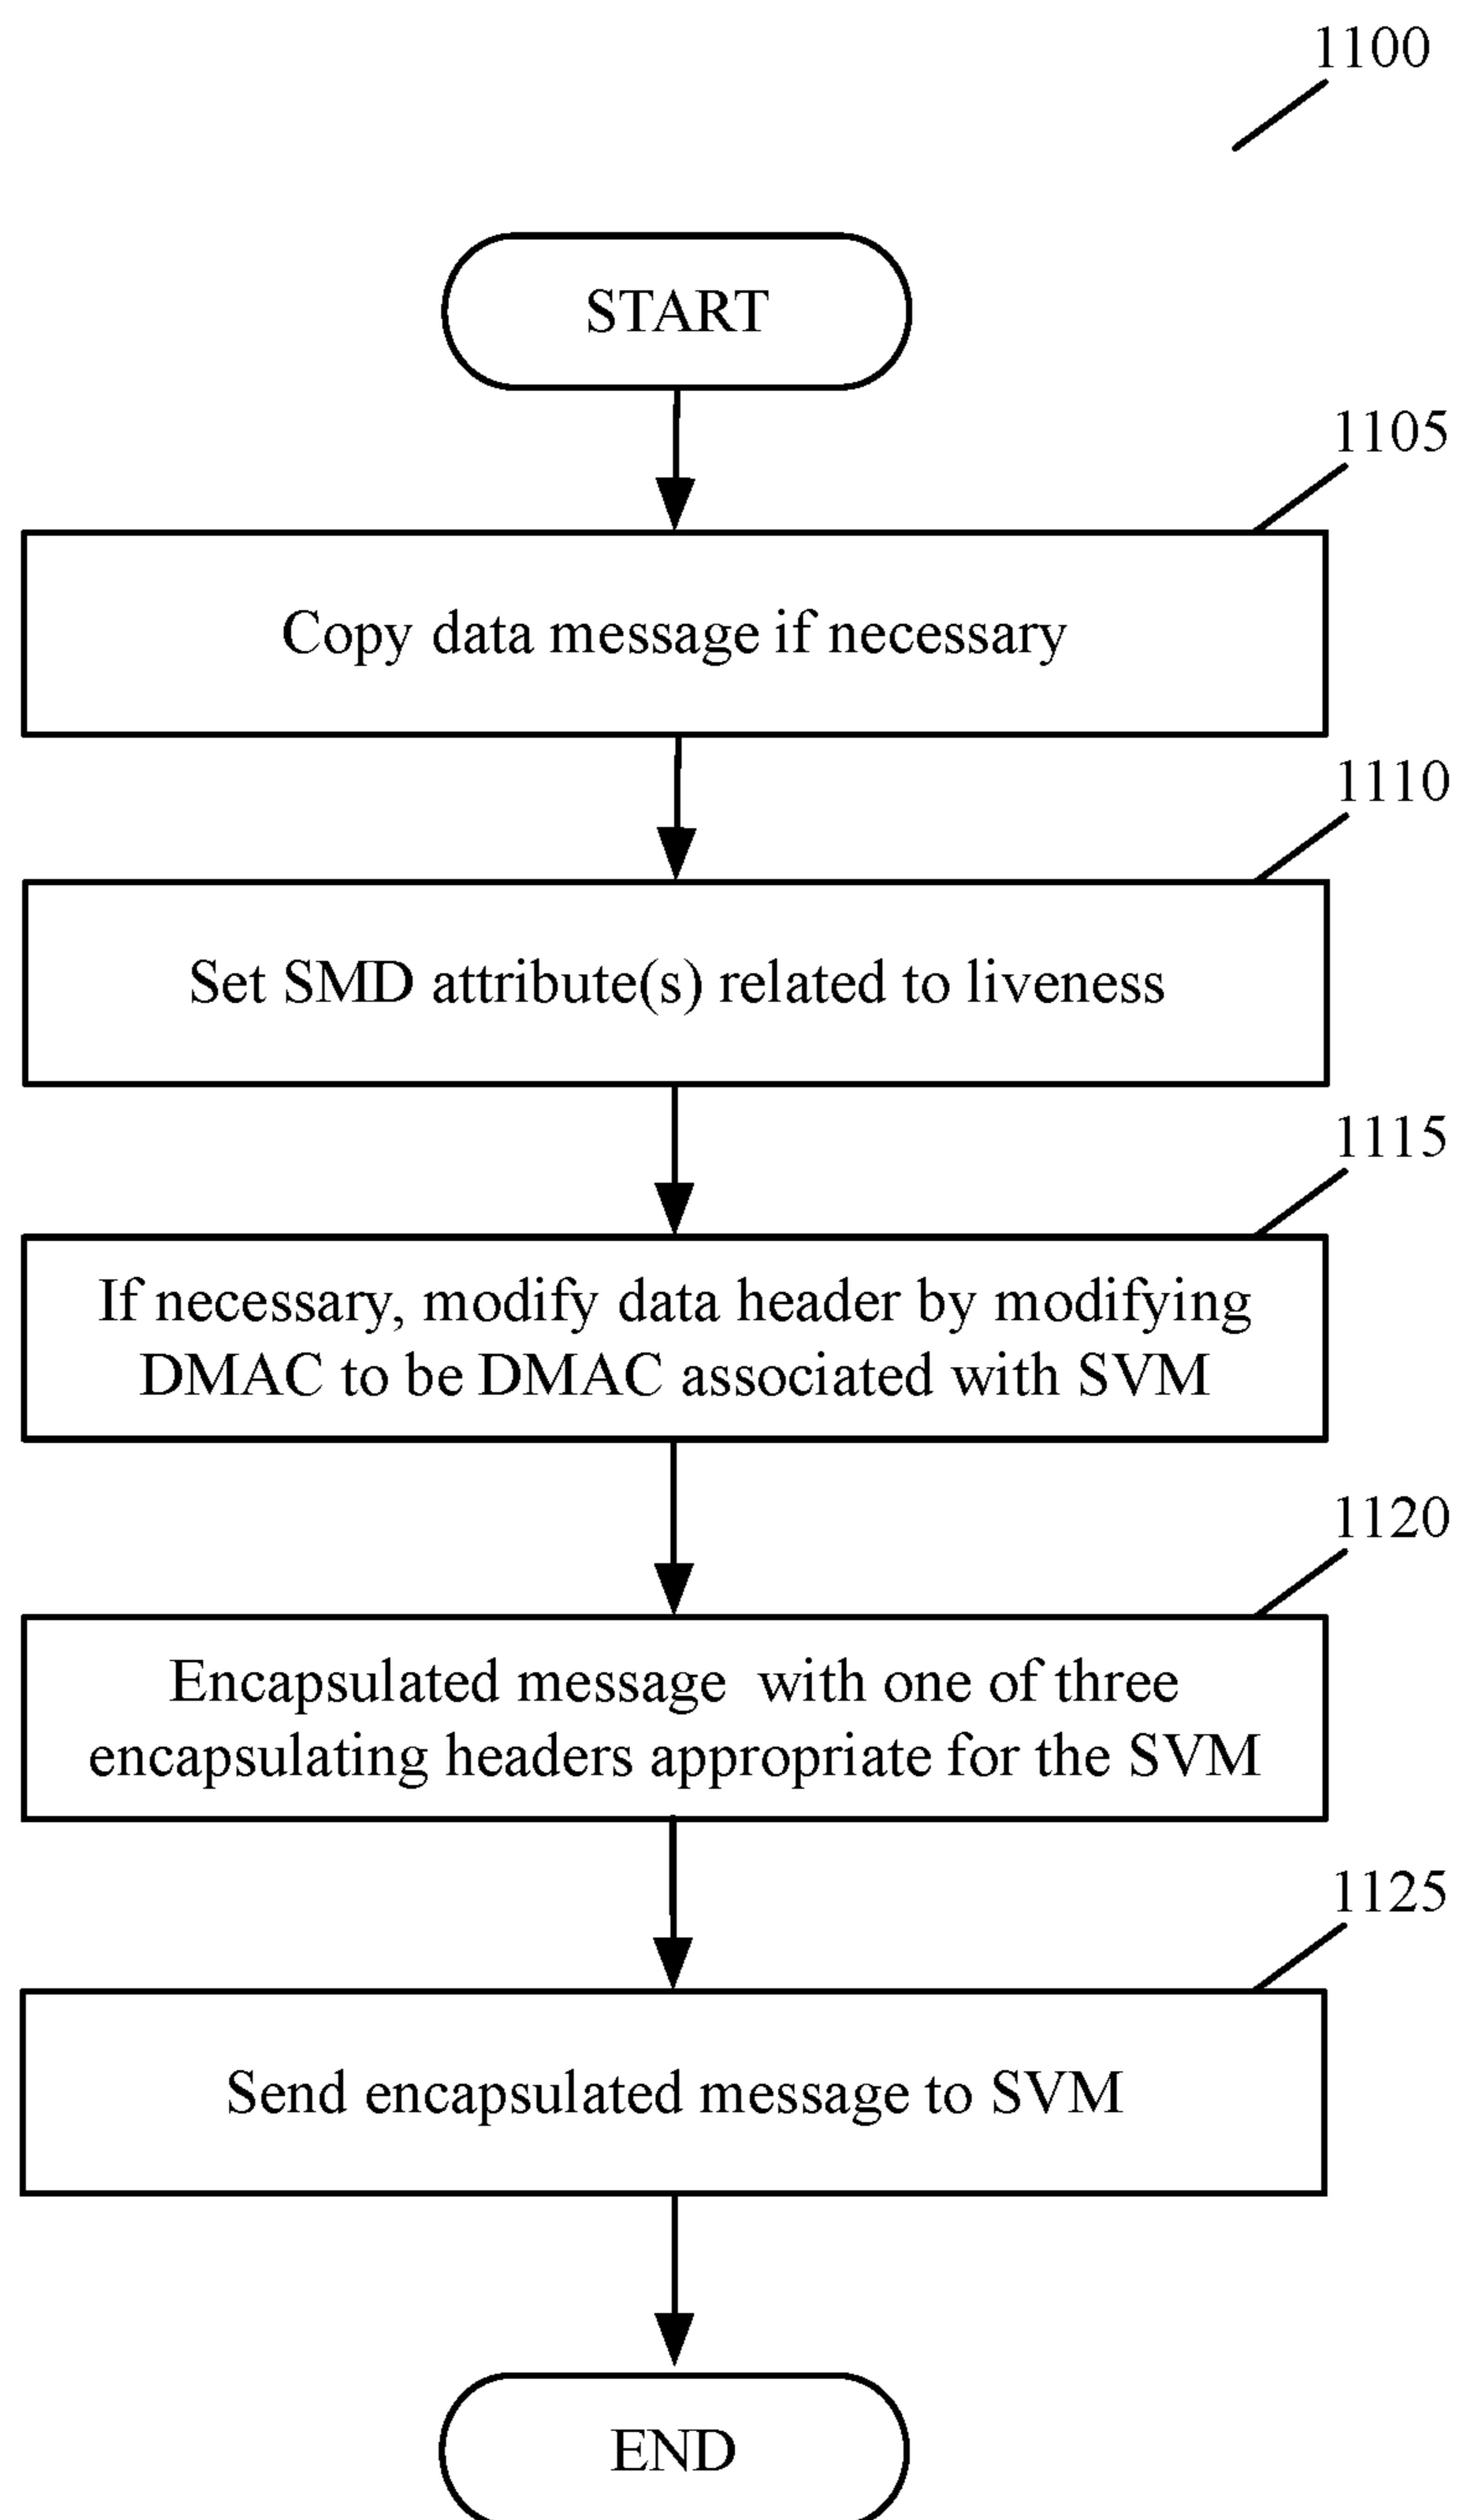 1100
START
1105
Copy data message if necessary
1110
Set SMD attribute(s) related to liveness
1115
If necessary, modify data header by modifying
DMAC to be DMAC associated with SVM
1120
Encapsulated message with one of three
encapsulating headers appropriate for the SVM
1125
Send encapsulated message to SVM
END